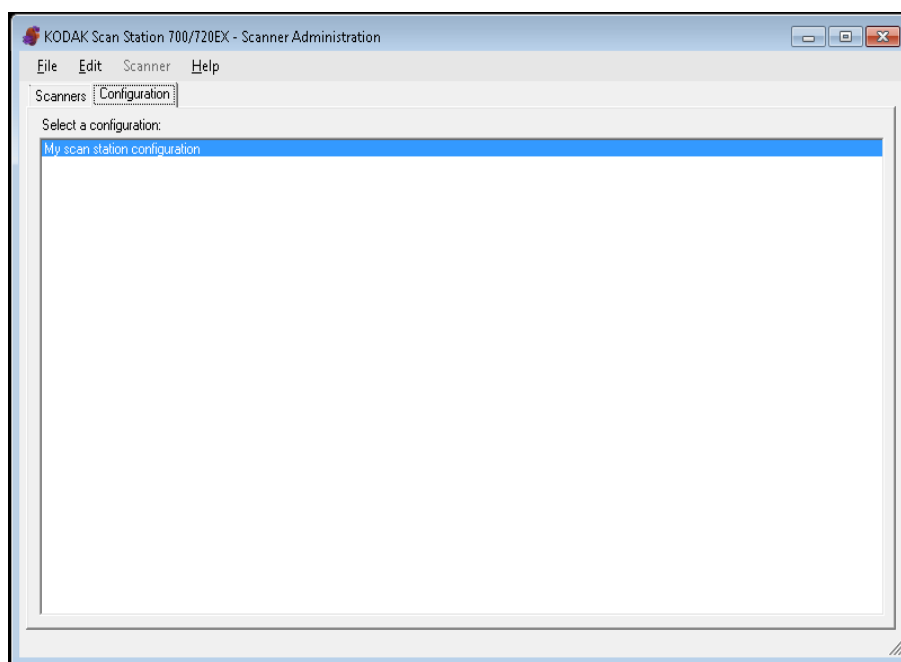 KODAK Scan Station 700/720EX - Scanner Administration
File Edit Scanner Help
Scanners Configuration
Select a configuration:
My scan station configuration